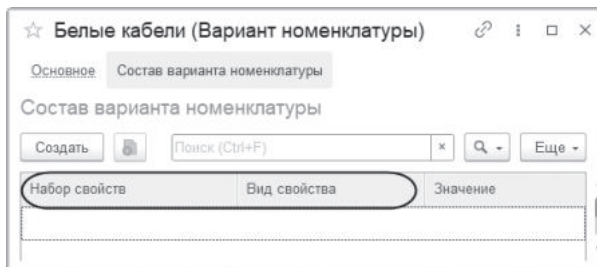 Белые кабели (Вариант номенклатуры)
Основное Состав варианта номенклатуры
Состав варианта номенклатуры
Создать Поиск (Ctrl+F) × Еще
Набор свойств Вид свойства Значение